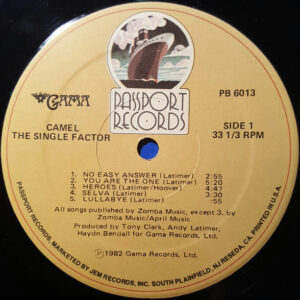 PASSPORT
RECORDS
Gama
PB 6013
CAMEL
THE SINGLE FACTOR
SIDE 1
33 1/3 RPM
1. NO EASY ANSWER (Latimer) 2:55
2. YOU ARE THE ONE (Latimer) 5:20
3. HEROES (Latimer/Hoover) 4:47
4. SELVA (Latimer) 3:30
5. LULLABYE (Latimer) :55
All songs published by Zomba Music, except 3, by
Zomba Music/April Music
Produced by Tony Clark, Andy Latimer,
Haydn Bendall for Gama Records, Ltd.
℗1982 Gama Records, Ltd.
PASSPORT RECORDS, MARKETED BY JEM RECORDS, INC. SOUTH PLAINFIELD, NJ RESEDA, CA. PRINTED IN U.S.A.